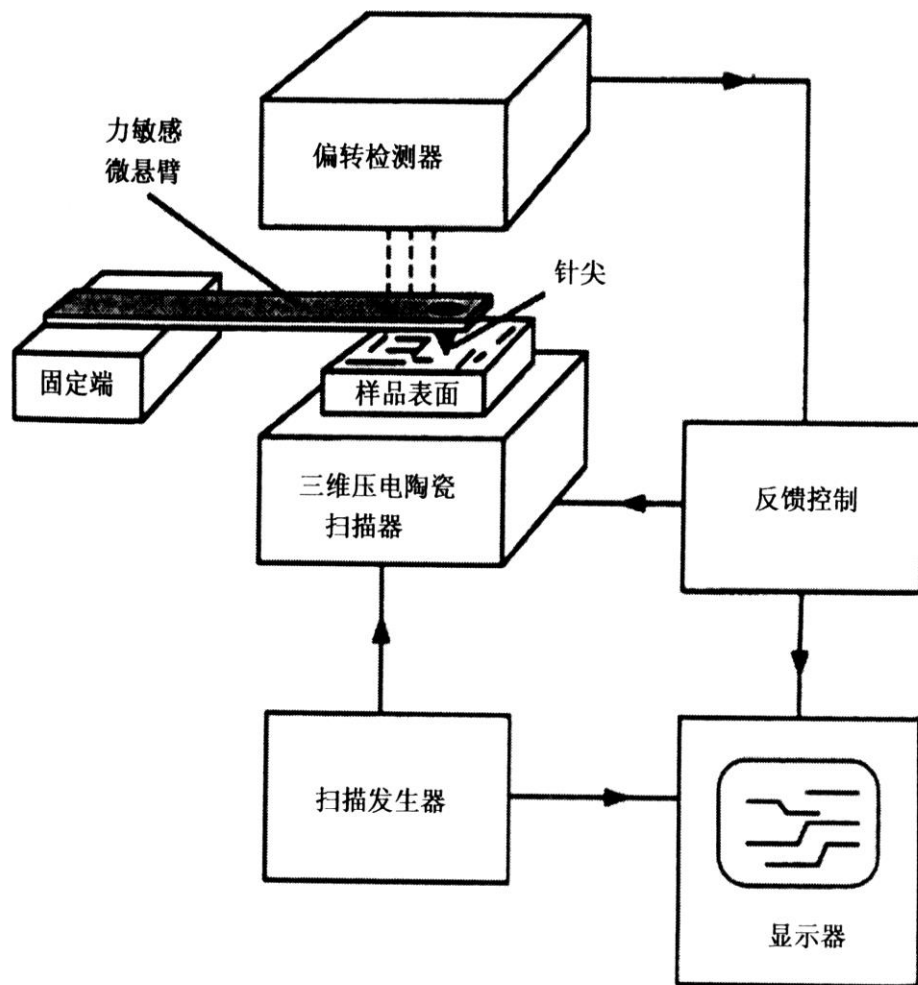 偏转检测器
力敏感
微悬臂
针尖
固定端
样品表面
三维压电陶瓷
扫描器
反馈控制
扫描发生器
显示器